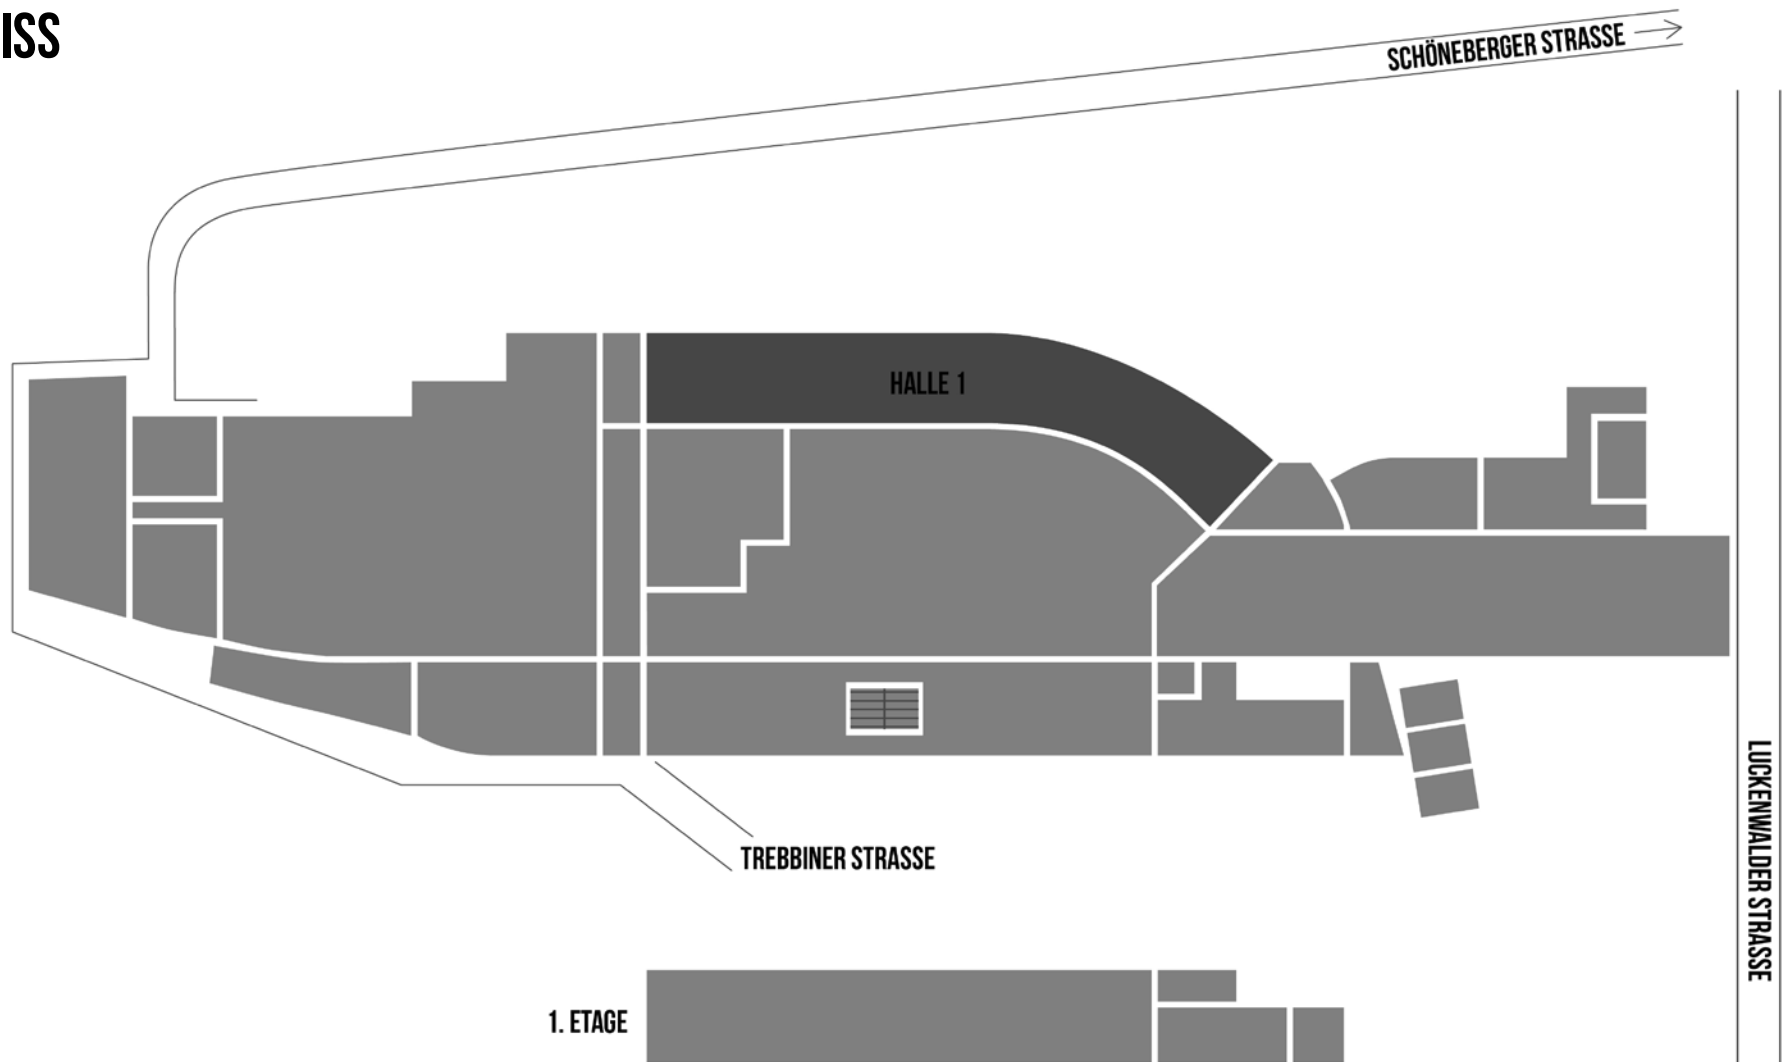 ISS
SCHÖNEBERGER STRASSE
HALLE 1
TREBBINER STRASSE
LUCKENWALDER STRASSE
1. ETAGE